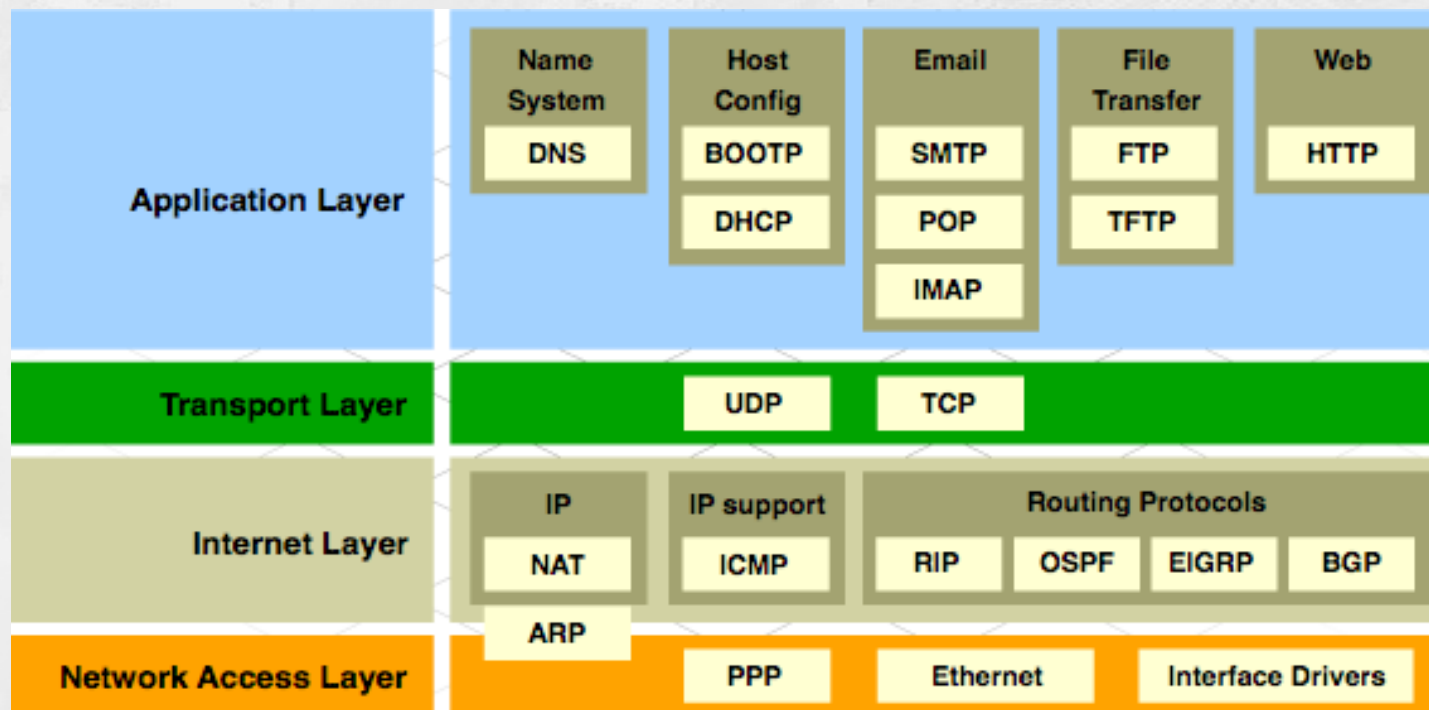 Application Layer
Name
System
DNS
Host
Config
BOOTP
DHCP
Email
SMTP
POP
IMAP
File
Transfer
FTP
TFTP
Web
HTTP
Transport Layer
UDP
TCP
Internet Layer
IP
NAT
ARP
IP support
ICMP
Routing Protocols
RIP
OSPF
EIGRP
BGP
Network Access Layer
PPP
Ethernet
Interface Drivers